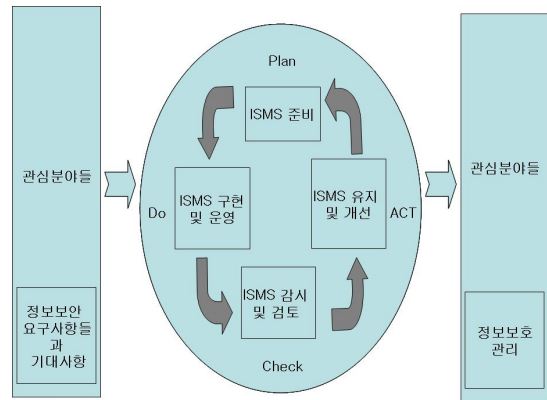 관심분야들
정보보안
요구사항들
과
기대사항
Plan
ISMS 준비
Do
ISMS 구현
및 운영
ISMS 유지
및 개선
ACT
ISMS 감시
및 검토
Check
관심분야들
정보보호
관리